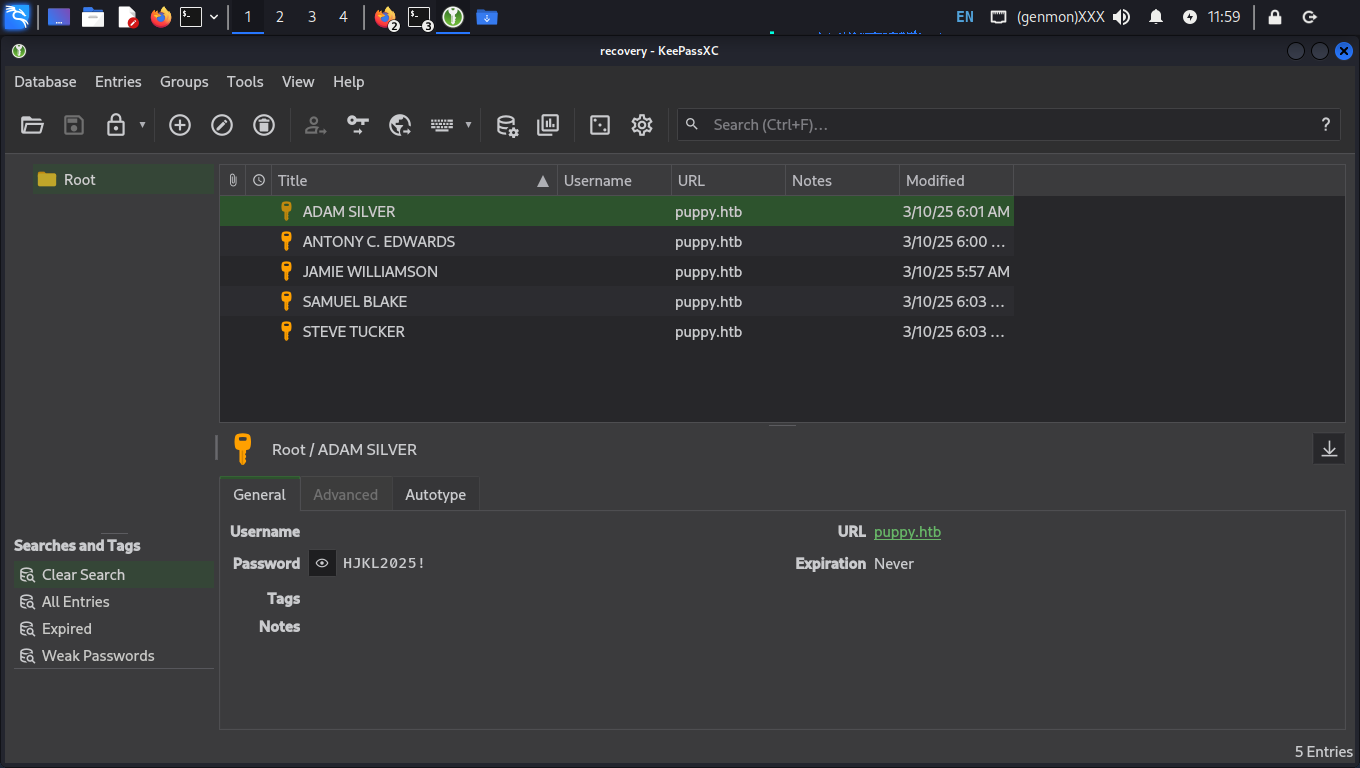 1 2 3 4 2 3 EN (genmon)XXX 11:59
recovery - KeePassXC
Database Entries Groups Tools View Help
Search (Ctrl+F)... ?
Root
Title Username URL Notes Modified
ADAM SILVER puppy.htb 3/10/25 6:01 AM
ANTONY C. EDWARDS puppy.htb 3/10/25 6:00 ...
JAMIE WILLIAMSON puppy.htb 3/10/25 5:57 AM
SAMUEL BLAKE puppy.htb 3/10/25 6:03 ...
STEVE TUCKER puppy.htb 3/10/25 6:03 ...
Root / ADAM SILVER
General Advanced Autotype
Username URL puppy.htb
Password HJKL2025! Expiration Never
Tags
Notes
Searches and Tags
Clear Search
All Entries
Expired
Weak Passwords
5 Entries